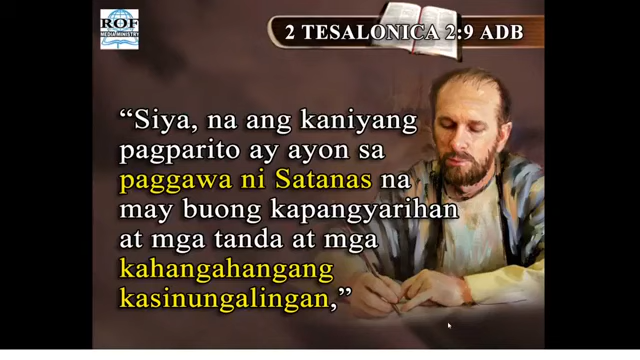 ROF
MEDIA MINISTRY
2 TESALONICA 2:9 ADB
“Siya, na ang kaniyang
pagparito ay ayon sa
paggawa ni Satanas na
may buong kapangyarihan
at mga tanda at mga
kahangahangang
kasinungalingan,”